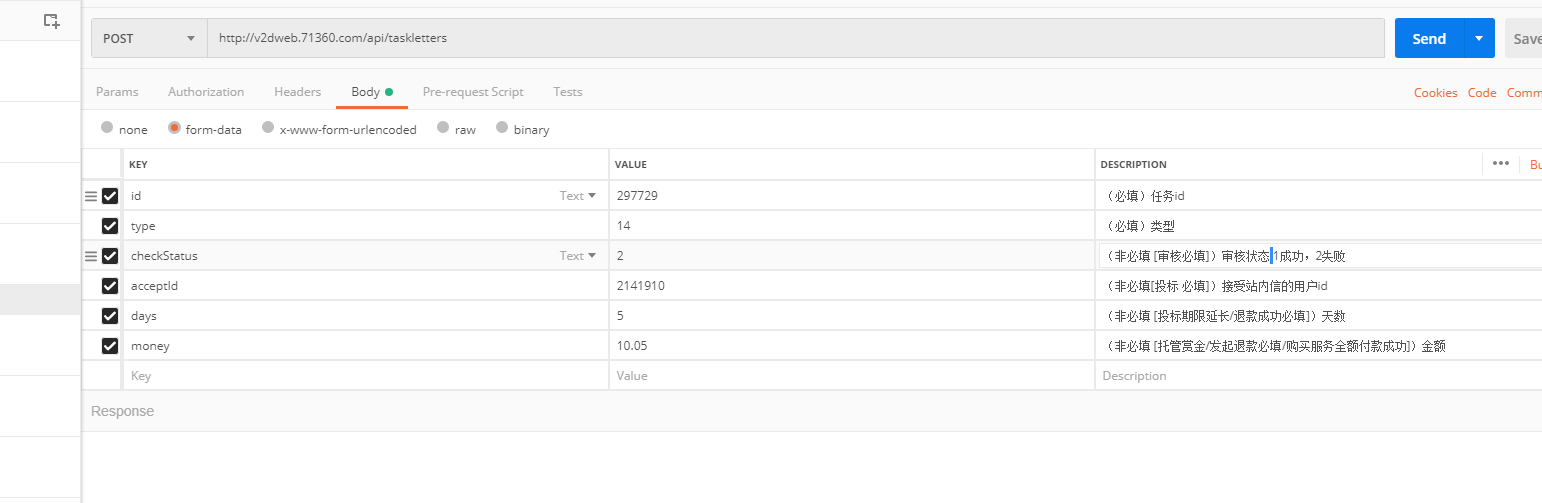 POST http://v2dweb.71360.com/api/taskletters Send Save
Params Authorization Headers Body Pre-request Script Tests Cookies Code Comm
none form-data x-www-form-urlencoded raw binary
KEY VALUE DESCRIPTION ••• Bu
id Text 297729 （必填）任务id
type 14 （必填）类型
checkStatus Text 2 （非必填 [审核必填]）审核状态 1成功，2失败
acceptId 2141910 （非必填[投标 必填]）接受站内信的用户id
days 5 （非必填 [投标期限延长/退款成功必填]）天数
money 10.05 （非必填 [托管赏金/发起退款必填/购买服务全额付款成功]）金额
Key Value Description
Response